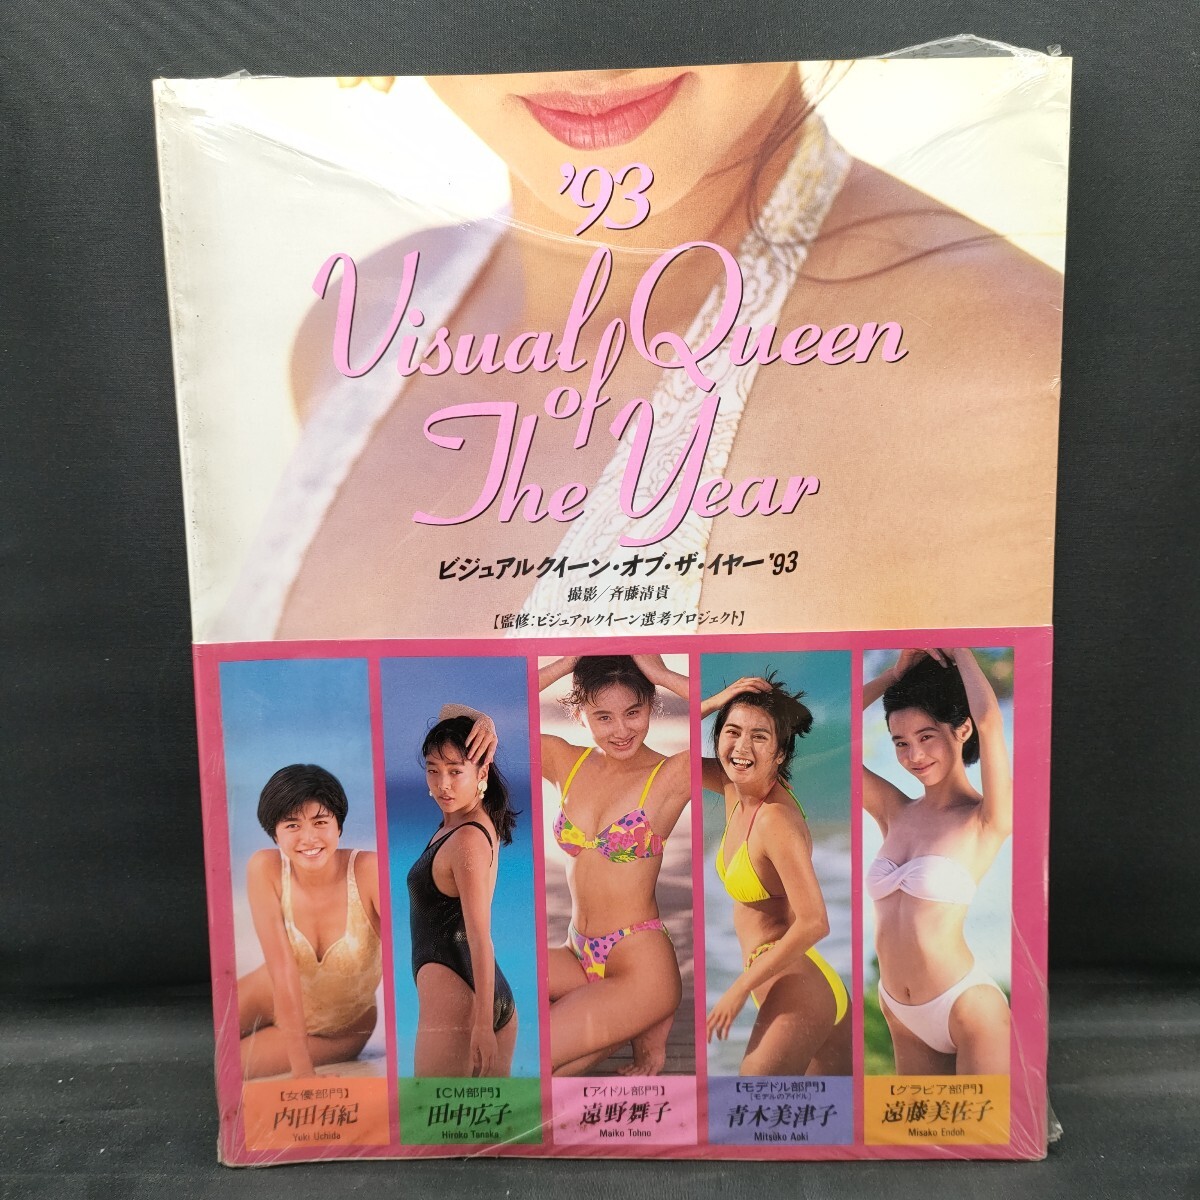 '93
Visual Queen
of
The Year
ビジュアルクイーン・オブ・ザ・イヤー'93
撮影/斉藤清貴
【監修:ビジュアルクイーン選考プロジェクト】
【女優部門】
内田有紀
Yuki Uchida
【CM部門】
田中広子
Hiroko Tanaka
【アイドル部門】
遠野舞子
Maiko Tohno
【モデドル部門】
[モデルのアイドル]
青木美津子
Mitsuko Aoki
【グラビア部門】
遠藤美佐子
Misako Endoh